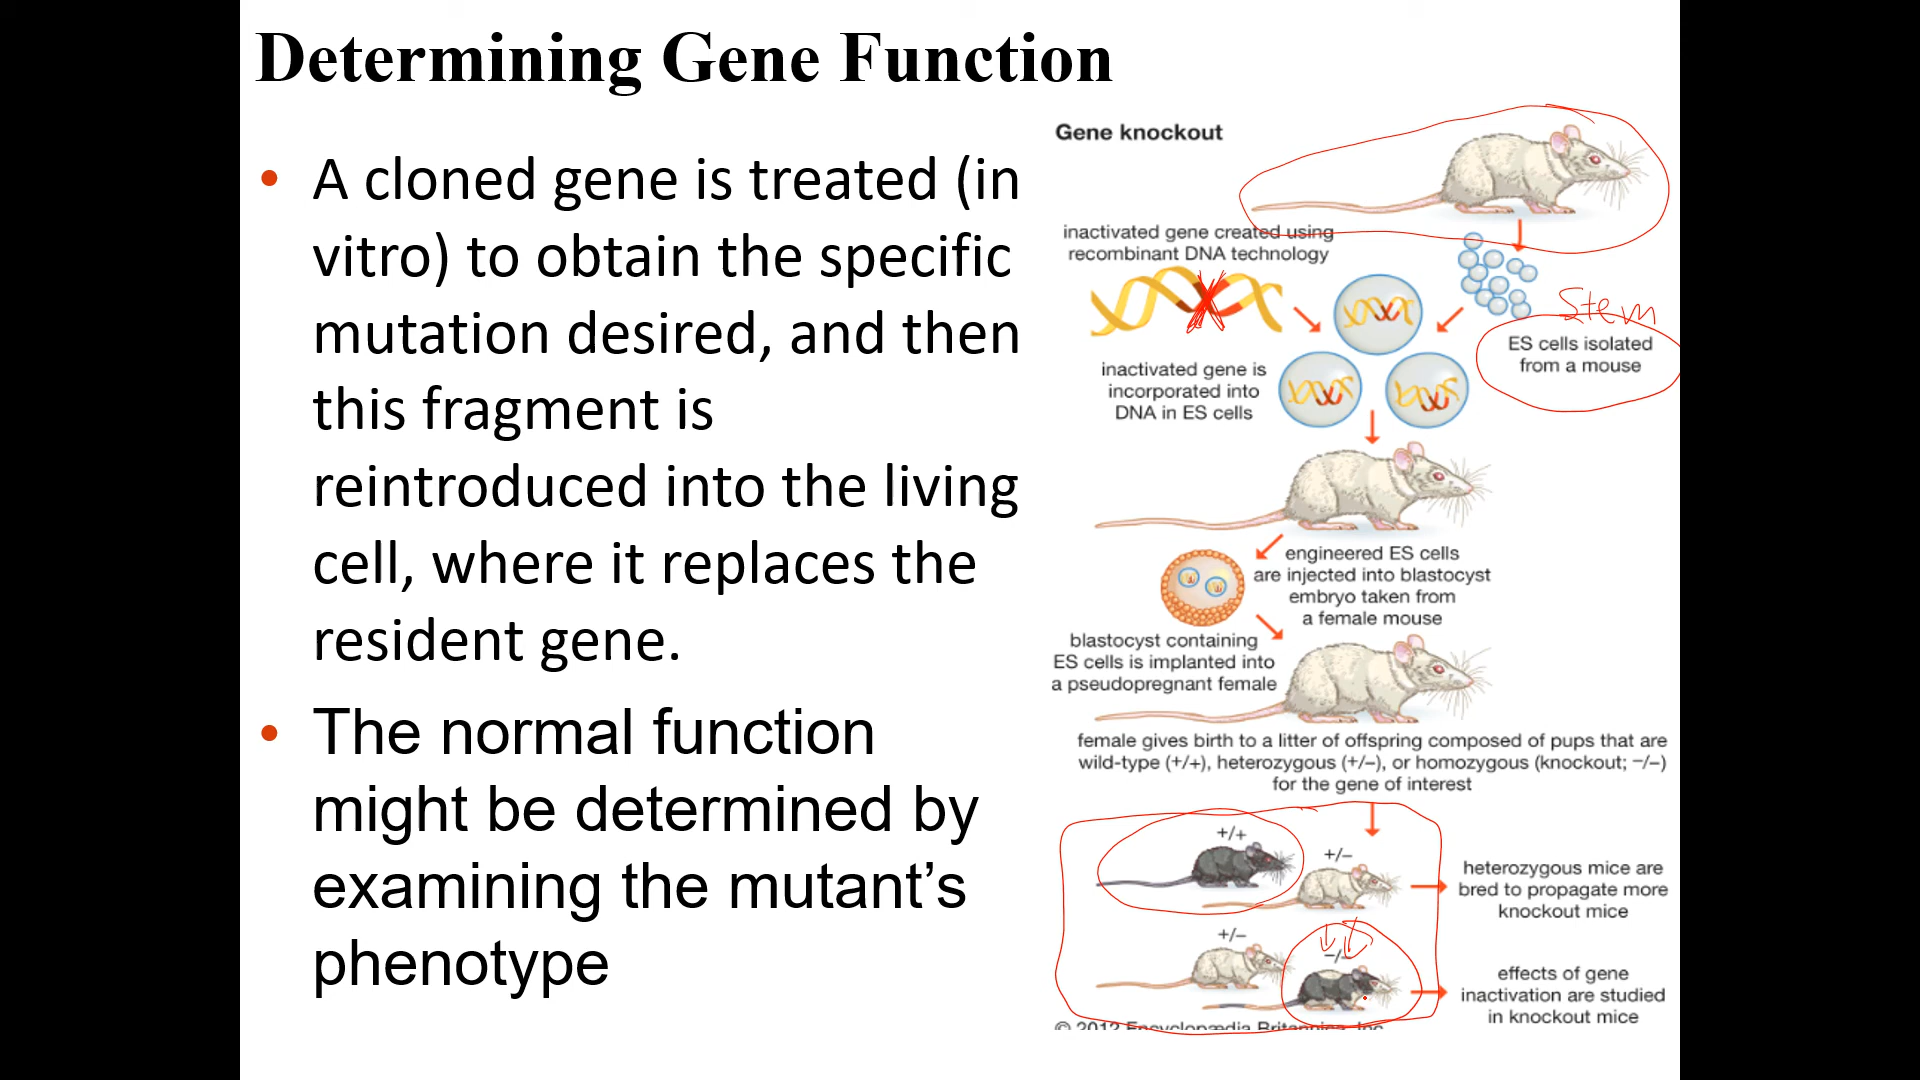 Determining Gene Function
• A cloned gene is treated (in
vitro) to obtain the specific
mutation desired, and then
this fragment is
reintroduced into the living
cell, where it replaces the
resident gene.
• The normal function
might be determined by
examining the mutant’s
phenotype
Gene knockout
inactivated gene created using
recombinant DNA technology
Stem
ES cells isolated
from a mouse
inactivated gene is
incorporated into
DNA in ES cells
engineered ES cells
are injected into blastocyst
embryo taken from
a female mouse
blastocyst containing
ES cells is implanted into
a pseudopregnant female
female gives birth to a litter of offspring composed of pups that are
wild-type (+/+), heterozygous (+/–), or homozygous (knockout; –/–)
for the gene of interest
+/+
+/–
heterozygous mice are
bred to propagate more
knockout mice
+/–
–/–
effects of gene
inactivation are studied
in knockout mice
© 2012 Encyclopædia Britannica, Inc.